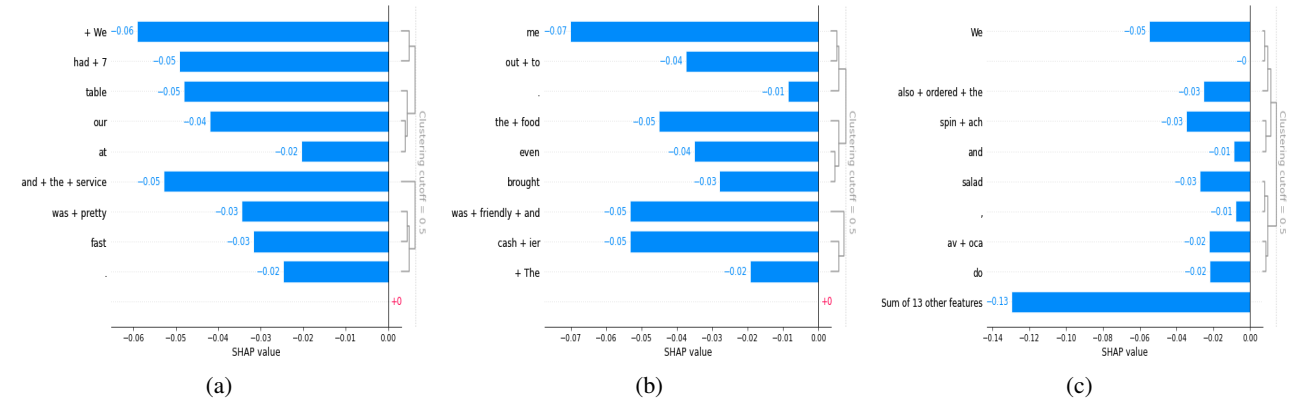 + We −0.06
had + 7 −0.05
table −0.05
our −0.04
at −0.02
and + the + service −0.05
was + pretty −0.03
fast −0.03
. −0.02
+0
−0.06 −0.05 −0.04 −0.03 −0.02 −0.01 0.00
SHAP value
Clustering cutoff = 0.5
(a)
me −0.07
out + to −0.04
. −0.01
the + food −0.05
even −0.04
brought −0.03
was + friendly + and −0.05
cash + ier −0.05
+ The −0.02
+0
−0.07 −0.06 −0.05 −0.04 −0.03 −0.02 −0.01 0.00
SHAP value
Clustering cutoff = 0.5
(b)
We −0.05
−0
also + ordered + the −0.03
spin + ach −0.03
and −0.01
salad −0.03
, −0.01
av + oca −0.02
do −0.02
Sum of 13 other features −0.13
−0.14 −0.12 −0.10 −0.08 −0.06 −0.04 −0.02 0.00
SHAP value
Clustering cutoff = 0.5
(c)